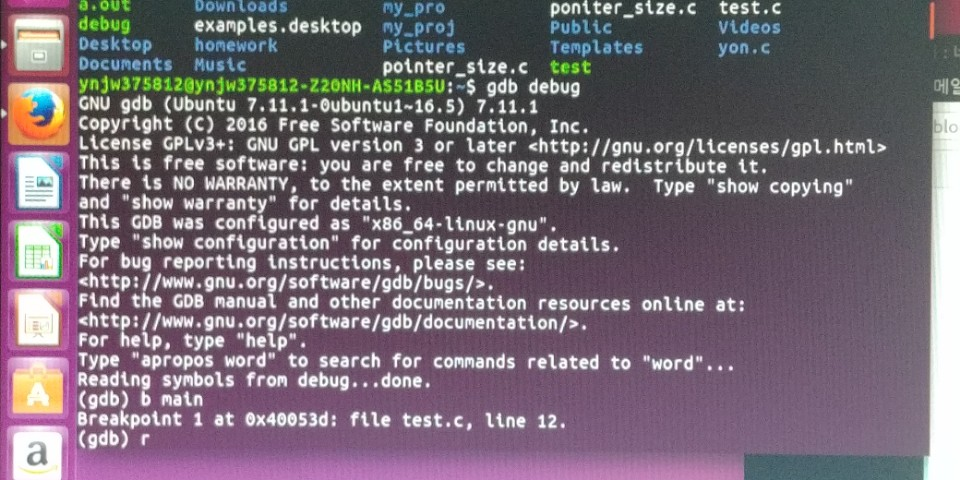 a.out Downloads my_pro poniter_size.c test.c
debug examples.desktop my_proj Public Videos
Desktop homework Pictures Templates yon.c
Documents Music pointer_size.c test
ynjw375812@ynjw375812-Z20NH-AS51B5U:~$ gdb debug
GNU gdb (Ubuntu 7.11.1-0ubuntu1~16.5) 7.11.1
Copyright (C) 2016 Free Software Foundation, Inc.
License GPLv3+: GNU GPL version 3 or later <http://gnu.org/licenses/gpl.html>
This is free software: you are free to change and redistribute it.
There is NO WARRANTY, to the extent permitted by law.  Type "show copying"
and "show warranty" for details.
This GDB was configured as "x86_64-linux-gnu".
Type "show configuration" for configuration details.
For bug reporting instructions, please see:
<http://www.gnu.org/software/gdb/bugs/>.
Find the GDB manual and other documentation resources online at:
<http://www.gnu.org/software/gdb/documentation/>.
For help, type "help".
Type "apropos word" to search for commands related to "word"...
Reading symbols from debug...done.
(gdb) b main
Breakpoint 1 at 0x40053d: file test.c, line 12.
(gdb) r
메일
blo